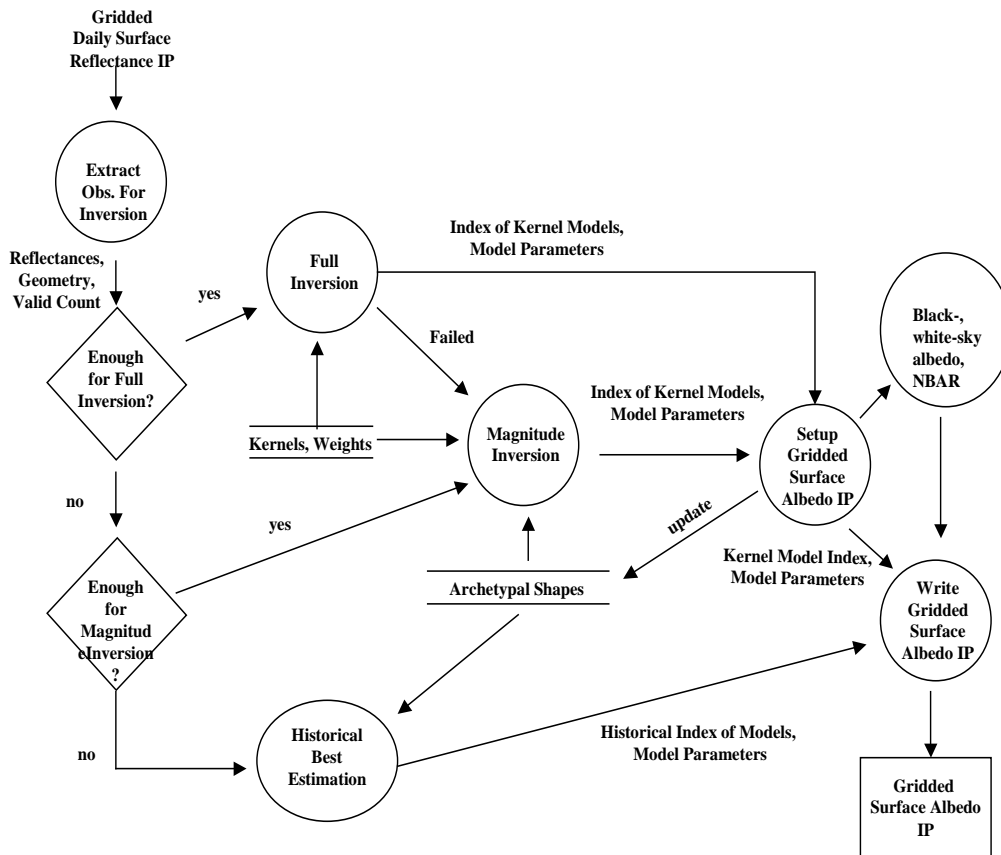 Gridded
Daily Surface
Reflectance IP
Extract
Obs. For
Inversion
Reflectances,
Geometry,
Valid Count
yes
Full
Inversion
Index of Kernel Models,
Model Parameters
Black-,
white-sky
albedo,
NBAR
Failed
Enough
for Full
Inversion?
Kernels, Weights
Magnitude
Inversion
Index of Kernel Models,
Model Parameters
Setup
Gridded
Surface
Albedo IP
no
yes
update
Kernel Model Index,
Model Parameters
Enough
for
Magnitud
eInversion
?
Archetypal Shapes
Write
Gridded
Surface
Albedo IP
no
Historical
Best
Estimation
Historical Index of Models,
Model Parameters
Gridded
Surface Albedo
IP